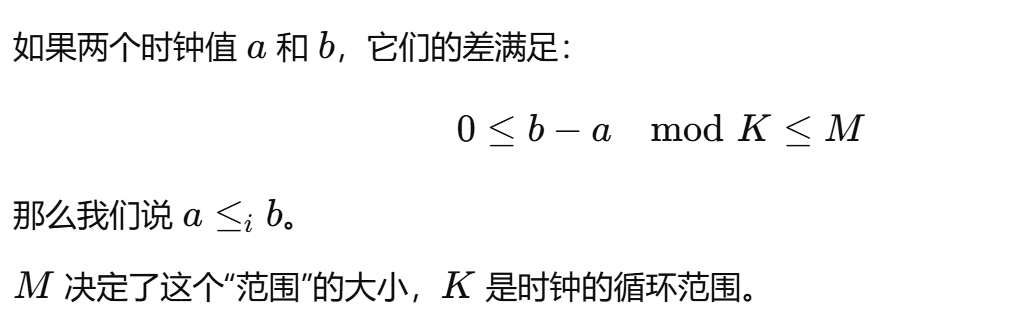 如果两个时钟值 a 和 b，它们的差满足：
0 ≤ b − a mod K ≤ M
那么我们说 a ≤ᵢ b。
M 决定了这个“范围”的大小，K 是时钟的循环范围。